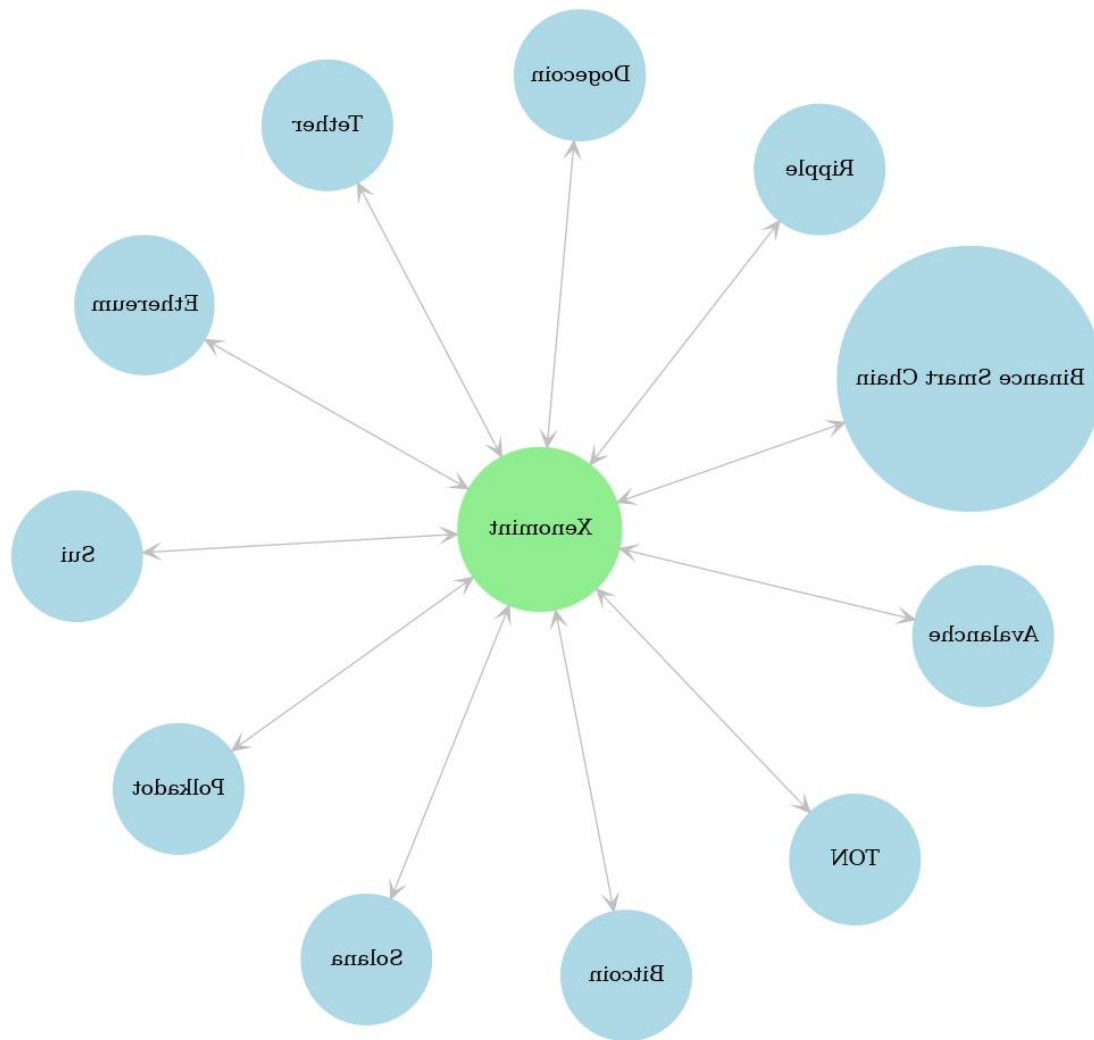 Dogecoin
Tether
Ripple
Ethereum
Binance Smart Chain
Xenomint
Sui
Avalanche
Polkadot
TON
Solana
Bitcoin